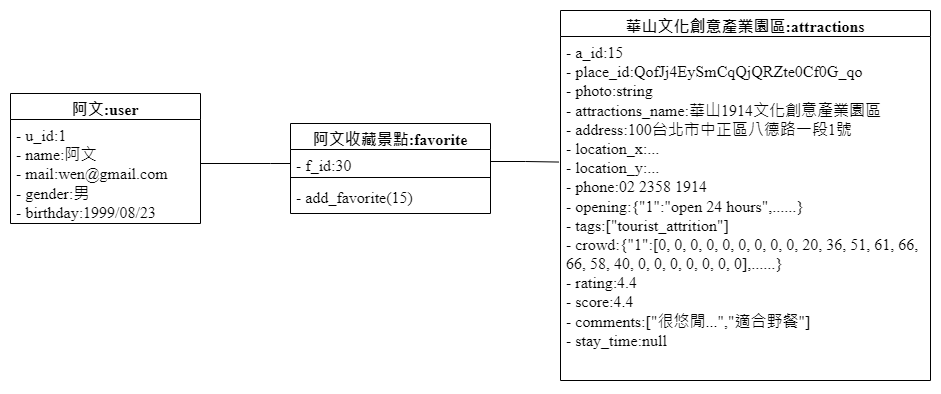 阿文:user
- u_id:1
- name:阿文
- mail:wen@gmail.com
- gender:男
- birthday:1999/08/23
阿文收藏景點:favorite
- f_id:30
- add_favorite(15)
華山文化創意產業園區:attractions
- a_id:15
- place_id:QofJj4EySmCqQjQRZte0Cf0G_qo
- photo:string
- attractions_name:華山1914文化創意產業園區
- address:100台北市中正區八德路一段1號
- location_x:...
- location_y:...
- phone:02 2358 1914
- opening:{"1":"open 24 hours",......}
- tags:["tourist_attrition"]
- crowd:{"1":[0, 0, 0, 0, 0, 0, 0, 0, 0, 20, 36, 51, 61, 66,
66, 58, 40, 0, 0, 0, 0, 0, 0, 0],......}
- rating:4.4
- score:4.4
- comments:["很悠閒...","適合野餐"]
- stay_time:null